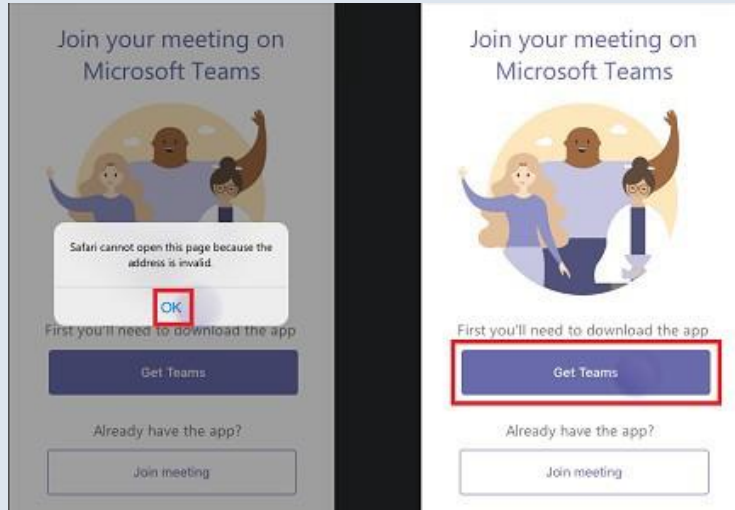 Join your meeting on
Microsoft Teams
Safari cannot open this page because the
address is invalid.
OK
First you'll need to download the app
Get Teams
Already have the app?
Join meeting
Join your meeting on
Microsoft Teams
First you'll need to download the app
Get Teams
Already have the app?
Join meeting